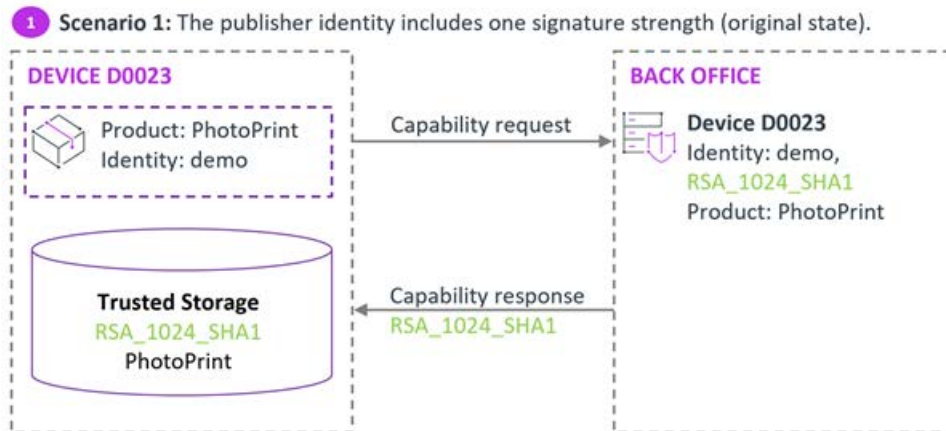 1 Scenario 1: The publisher identity includes one signature strength (original state).
DEVICE D0023
Product: PhotoPrint
Identity: demo
Trusted Storage
RSA_1024_SHA1
PhotoPrint
Capability request
Capability response
RSA_1024_SHA1
BACK OFFICE
Device D0023
Identity: demo,
RSA_1024_SHA1
Product: PhotoPrint